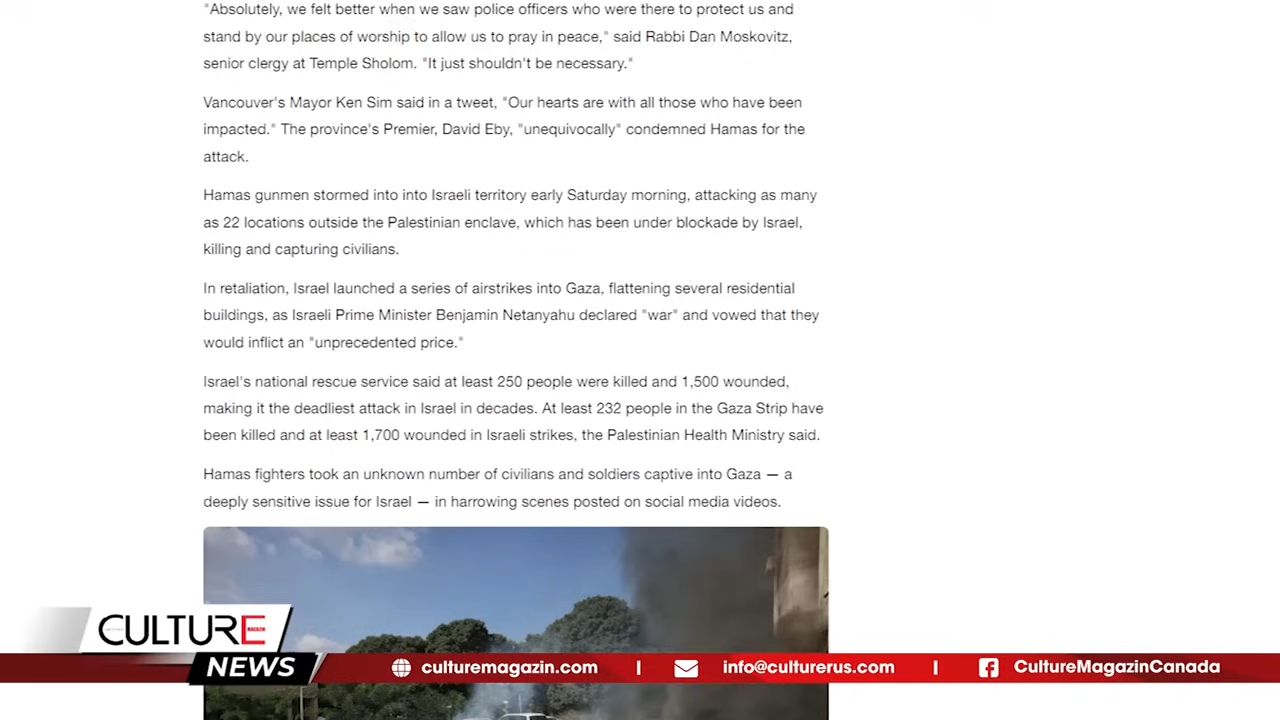 "Absolutely, we felt better when we saw police officers who were there to protect us and
stand by our places of worship to allow us to pray in peace," said Rabbi Dan Moskovitz,
senior clergy at Temple Sholom. "It just shouldn't be necessary."
Vancouver's Mayor Ken Sim said in a tweet, "Our hearts are with all those who have been
impacted." The province's Premier, David Eby, "unequivocally" condemned Hamas for the
attack.
Hamas gunmen stormed into into Israeli territory early Saturday morning, attacking as many
as 22 locations outside the Palestinian enclave, which has been under blockade by Israel,
killing and capturing civilians.
In retaliation, Israel launched a series of airstrikes into Gaza, flattening several residential
buildings, as Israeli Prime Minister Benjamin Netanyahu declared "war" and vowed that they
would inflict an "unprecedented price."
Israel's national rescue service said at least 250 people were killed and 1,500 wounded,
making it the deadliest attack in Israel in decades. At least 232 people in the Gaza Strip have
been killed and at least 1,700 wounded in Israeli strikes, the Palestinian Health Ministry said.
Hamas fighters took an unknown number of civilians and soldiers captive into Gaza — a
deeply sensitive issue for Israel — in harrowing scenes posted on social media videos.
CULTURE
MAGAZIN
NEWS
culturemagazin.com | info@culturerus.com | CultureMagazinCanada